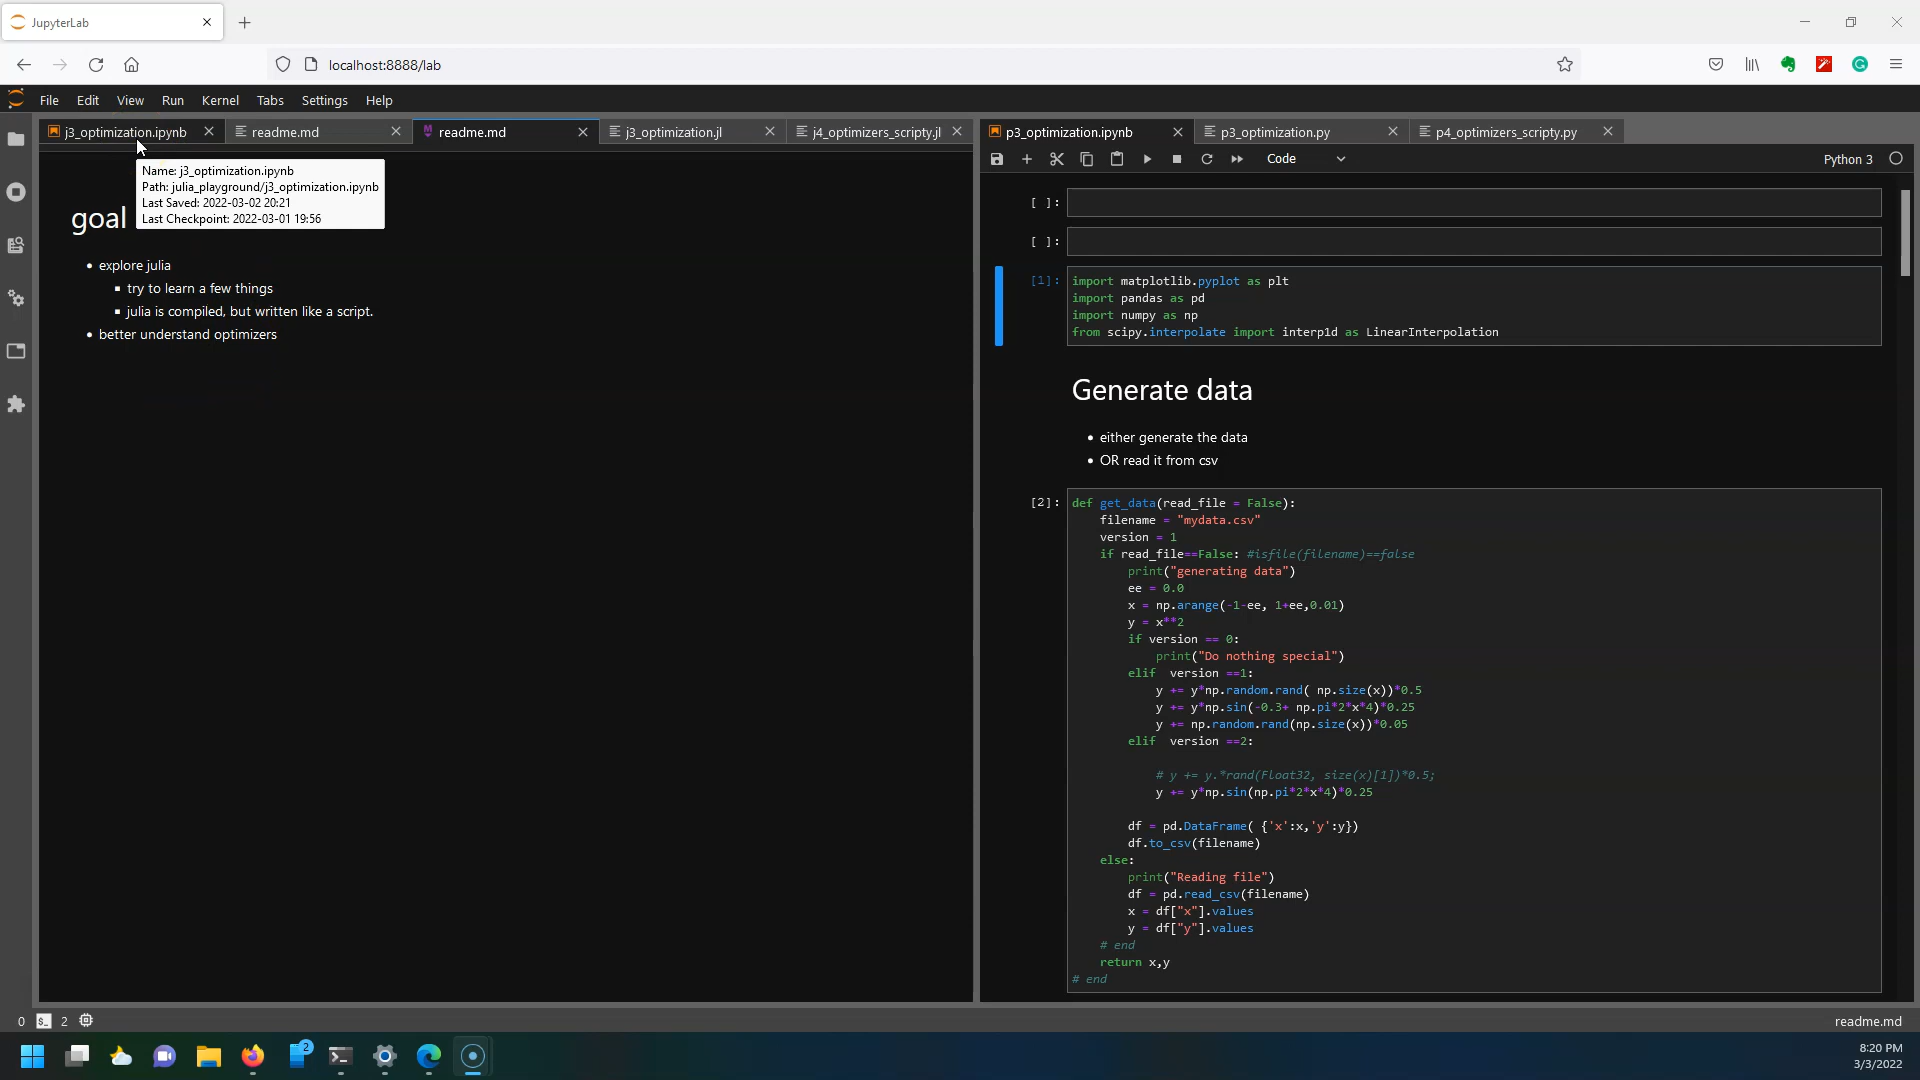 JupyterLab
localhost:8888/lab
File Edit View Run Kernel Tabs Settings Help
j3_optimization.ipynb readme.md readme.md j3_optimization.jl j4_optimizers_scripty.jl
Name: j3_optimization.ipynb
Path: julia_playground/j3_optimization.ipynb
Last Saved: 2022-03-02 20:21
Last Checkpoint: 2022-03-01 19:56
goal
• explore julia
▪ try to learn a few things
▪ julia is compiled, but written like a script.
• better understand optimizers
p3_optimization.ipynb p3_optimization.py p4_optimizers_scripty.py
Code Python 3
[ ]:
[ ]:
[1]: import matplotlib.pyplot as plt
import pandas as pd
import numpy as np
from scipy.interpolate import interp1d as LinearInterpolation
Generate data
• either generate the data
• OR read it from csv
[2]: def get_data(read_file = False):
filename = "mydata.csv"
version = 1
if read_file==False: #isfile(filename)==false
print("generating data")
ee = 0.0
x = np.arange(-1-ee, 1+ee,0.01)
y = x**2
if version == 0:
print("Do nothing special")
elif  version ==1:
y += y*np.random.rand( np.size(x))*0.5
y += y*np.sin(-0.3+ np.pi*2*x*4)*0.25
y += np.random.rand(np.size(x))*0.05
elif  version ==2:
# y += y.*rand(Float32, size(x)[1])*0.5;
y += y*np.sin(np.pi*2*x*4)*0.25
df = pd.DataFrame( {'x':x,'y':y})
df.to_csv(filename)
else:
print("Reading file")
df = pd.read_csv(filename)
x = df["x"].values
y = df["y"].values
# end
return x,y
# end
0 2 readme.md
2
8:20 PM
3/3/2022